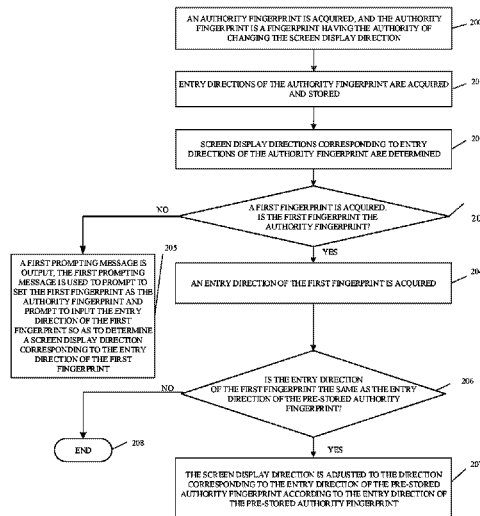 AN AUTHORITY FINGERPRINT IS ACQUIRED, AND THE AUTHORITY
FINGERPRINT IS A FINGERPRINT HAVING THE AUTHORITY OF
CHANGING THE SCREEN DISPLAY DIRECTION
ENTRY DIRECTIONS OF THE AUTHORITY FINGERPRINT ARE ACQUIRED
AND STORED
SCREEN DISPLAY DIRECTIONS CORRESPONDING TO ENTRY
DIRECTIONS OF THE AUTHORITY FINGERPRINT ARE DETERMINED
A FIRST FINGERPRINT IS ACQUIRED.
IS THE FIRST FINGERPRINT THE
AUTHORITY FINGERPRINT?
NO
YES
205
A FIRST PROMPTING MESSAGE IS
OUTPUT, THE FIRST PROMPTING
MESSAGE IS USED TO PROMPT TO
SET THE FIRST FINGERPRINT AS THE
AUTHORITY FINGERPRINT AND
PROMPT TO INPUT THE ENTRY
DIRECTION OF THE FIRST
FINGERPRINT SO AS TO DETERMINE
A SCREEN DISPLAY DIRECTION
CORRESPONDING TO THE ENTRY
DIRECTION OF THE FIRST
FINGERPRINT
AN ENTRY DIRECTION OF THE FIRST FINGERPRINT IS ACQUIRED
IS THE ENTRY DIRECTION
OF THE FIRST FINGERPRINT THE SAME AS THE ENTRY
DIRECTION OF THE PRE-STORED AUTHORITY
FINGERPRINT?
206
NO
YES
END
208
THE SCREEN DISPLAY DIRECTION IS ADJUSTED TO THE DIRECTION
CORRESPONDING TO THE ENTRY DIRECTION OF THE PRE-STORED
AUTHORITY FINGERPRINT ACCORDING TO THE ENTRY DIRECTION OF
THE PRE-STORED AUTHORITY FINGERPRINT